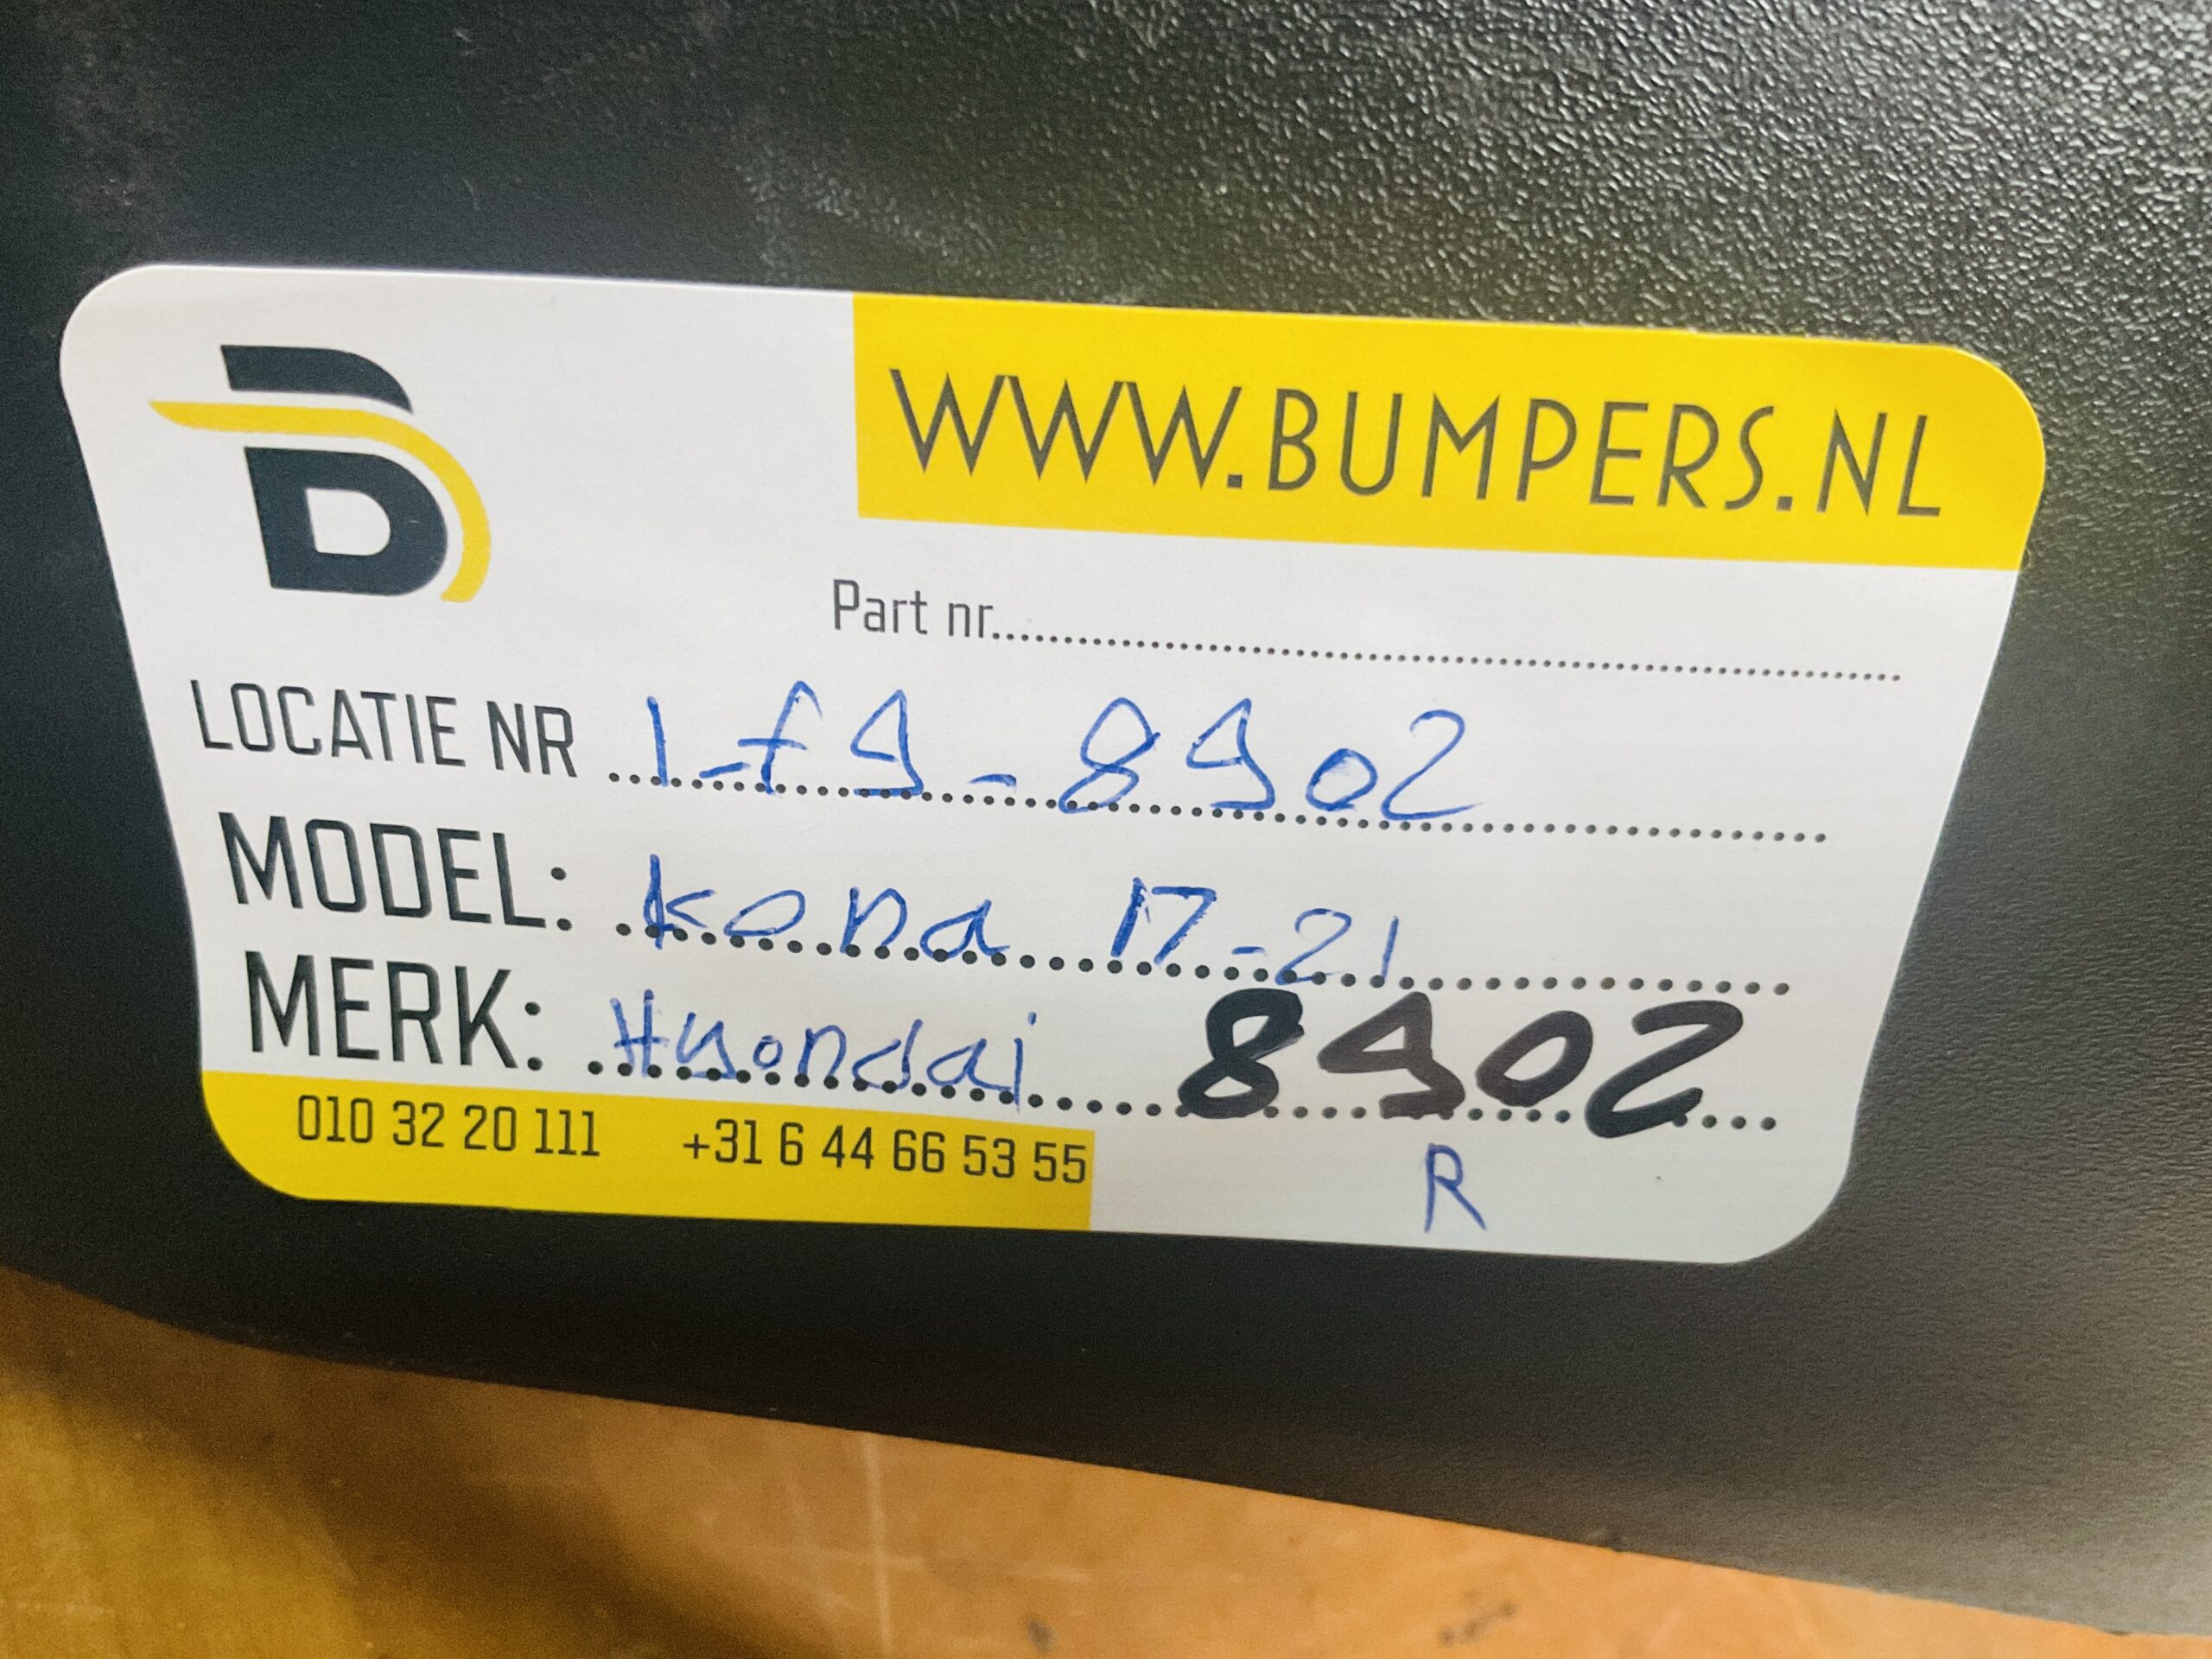 B
WWW.BUMPERS.NL
Part nr..........
LOCATIE NR 1-f9-8902
MODEL: kona 17-21
MERK: Hyondai 8902
010 32 20 111 +31 6 44 66 53 55
R